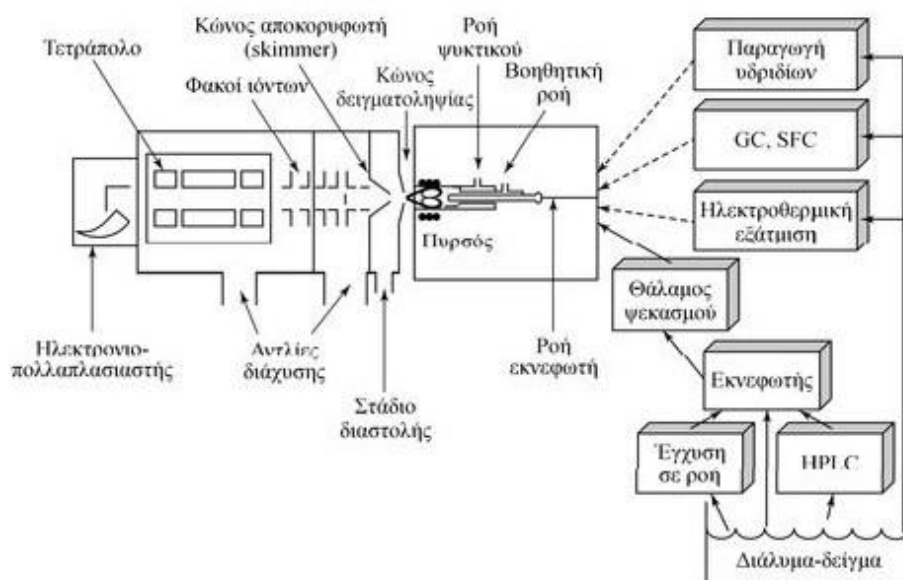 Τετράπολο
Κώνος αποκορυφωτή
(skimmer)
Φακοί ιόντων
Κώνος
δειγματοληψίας
Ροή
ψυκτικού
Βοηθητική
ροή
Παραγωγή
υδριδίων
GC, SFC
Ηλεκτροθερμική
εξάτμιση
Πυρσός
Θάλαμος
ψεκασμού
Ηλεκτρονιο-
πολλαπλασιαστής
Αντλίες
διάχυσης
Στάδιο
διαστολής
Ροή
εκνεφωτή
Εκνεφωτής
Έγχυση
σε ροή
HPLC
Διάλυμα-δείγμα